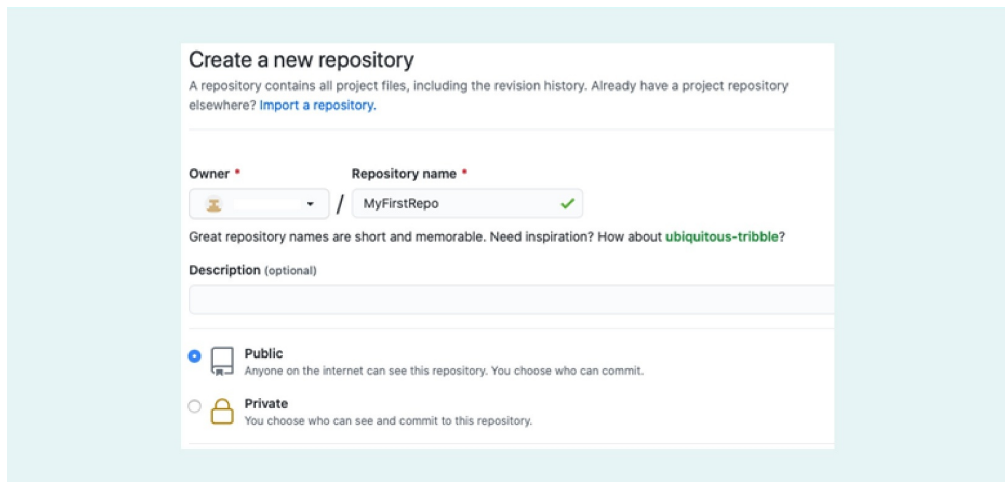 Create a new repository
A repository contains all project files, including the revision history. Already have a project repository
elsewhere? Import a repository.
Owner * Repository name *
/ MyFirstRepo
Great repository names are short and memorable. Need inspiration? How about ubiquitous-tribble?
Description (optional)
Public
Anyone on the internet can see this repository. You choose who can commit.
Private
You choose who can see and commit to this repository.